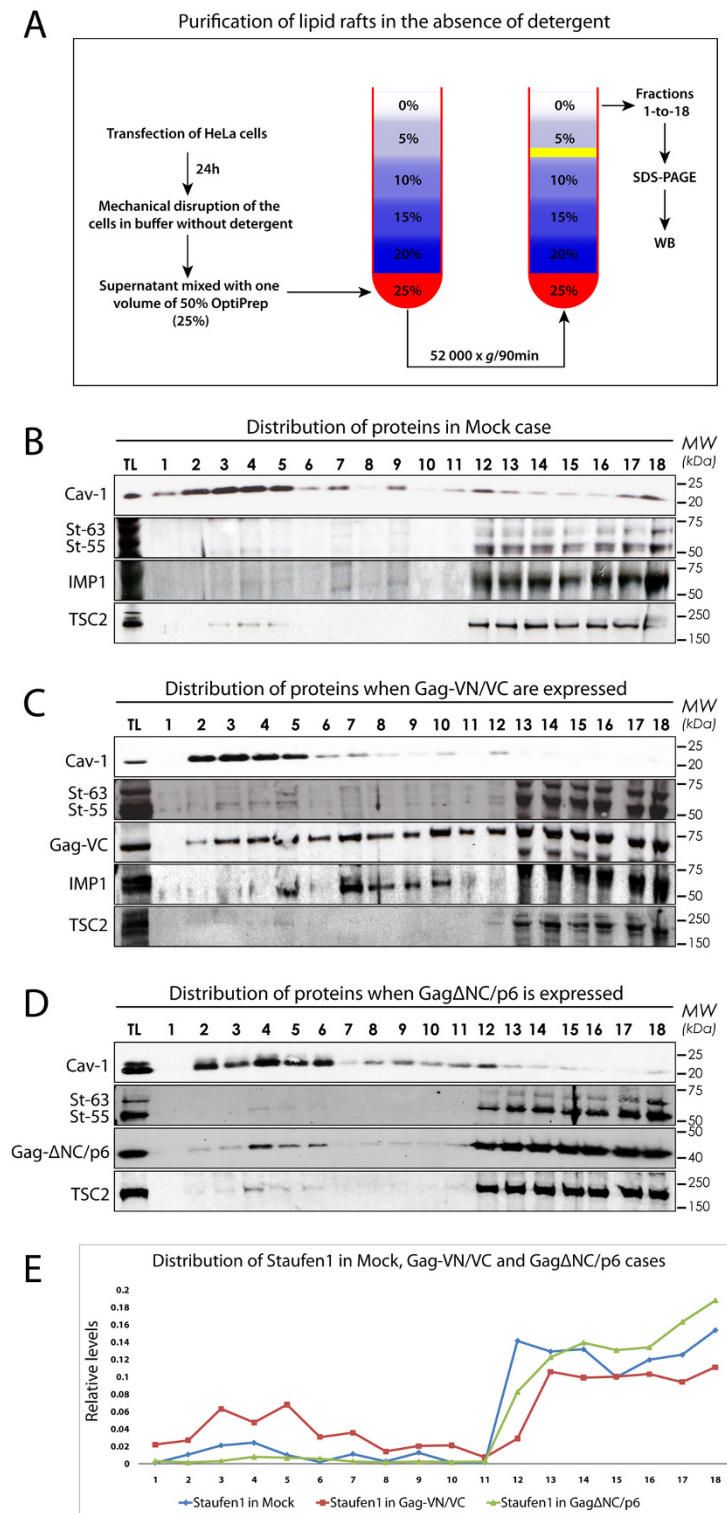 A
Purification of lipid rafts in the absence of detergent
Transfection of HeLa cells
24h
Mechanical disruption of the
cells in buffer without detergent
Supernatant mixed with one
volume of 50% OptiPrep
(25%)
0%
5%
10%
15%
20%
25%
0%
5%
10%
15%
20%
25%
52 000 x g/90min
Fractions
1-to-18
SDS-PAGE
WB
B
Distribution of proteins in Mock case
TL 1 2 3 4 5 6 7 8 9 10 11 12 13 14 15 16 17 18
MW
(kDa)
Cav-1
25
20
St-63
St-55
75
50
IMP1
75
50
TSC2
250
150
C
Distribution of proteins when Gag-VN/VC are expressed
TL 1 2 3 4 5 6 7 8 9 10 11 12 13 14 15 16 17 18
MW
(kDa)
Cav-1
25
20
St-63
St-55
75
50
Gag-VC
75
IMP1
75
50
TSC2
250
150
D
Distribution of proteins when GagΔNC/p6 is expressed
TL 1 2 3 4 5 6 7 8 9 10 11 12 13 14 15 16 17 18
MW
(kDa)
Cav-1
25
20
St-63
St-55
75
50
Gag-ΔNC/p6
50
40
TSC2
250
150
E
Distribution of Staufen1 in Mock, Gag-VN/VC and GagΔNC/p6 cases
Relative levels
0.2
0.18
0.16
0.14
0.12
0.1
0.08
0.06
0.04
0.02
0
1 2 3 4 5 6 7 8 9 10 11 12 13 14 15 16 17 18
Staufen1 in Mock
Staufen1 in Gag-VN/VC
Staufen1 in GagΔNC/p6